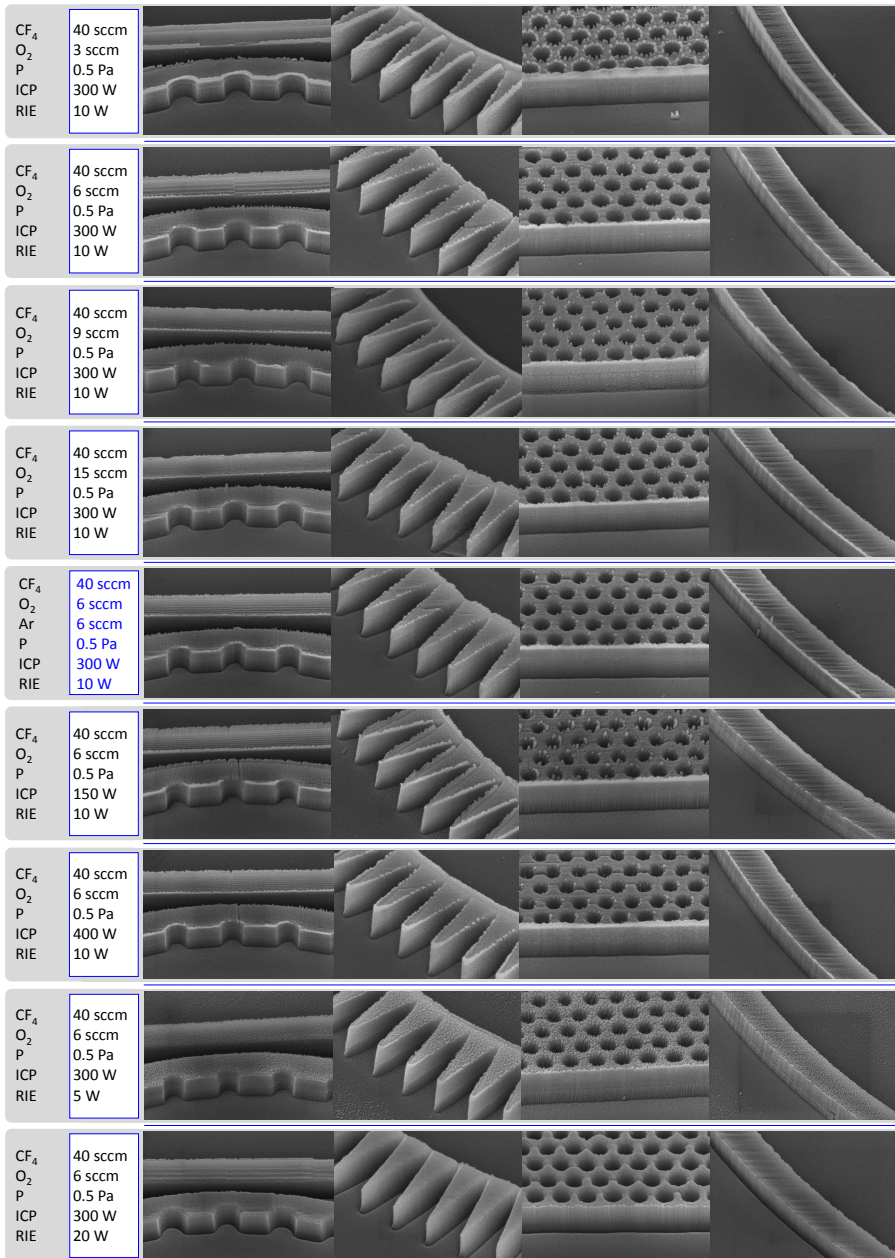 CF4 40 sccm
O2 3 sccm
P 0.5 Pa
ICP 300 W
RIE 10 W
CF4 40 sccm
O2 6 sccm
P 0.5 Pa
ICP 300 W
RIE 10 W
CF4 40 sccm
O2 9 sccm
P 0.5 Pa
ICP 300 W
RIE 10 W
CF4 40 sccm
O2 15 sccm
P 0.5 Pa
ICP 300 W
RIE 10 W
CF4 40 sccm
O2 6 sccm
Ar 6 sccm
P 0.5 Pa
ICP 300 W
RIE 10 W
CF4 40 sccm
O2 6 sccm
P 0.5 Pa
ICP 150 W
RIE 10 W
CF4 40 sccm
O2 6 sccm
P 0.5 Pa
ICP 400 W
RIE 10 W
CF4 40 sccm
O2 6 sccm
P 0.5 Pa
ICP 300 W
RIE 5 W
CF4 40 sccm
O2 6 sccm
P 0.5 Pa
ICP 300 W
RIE 20 W